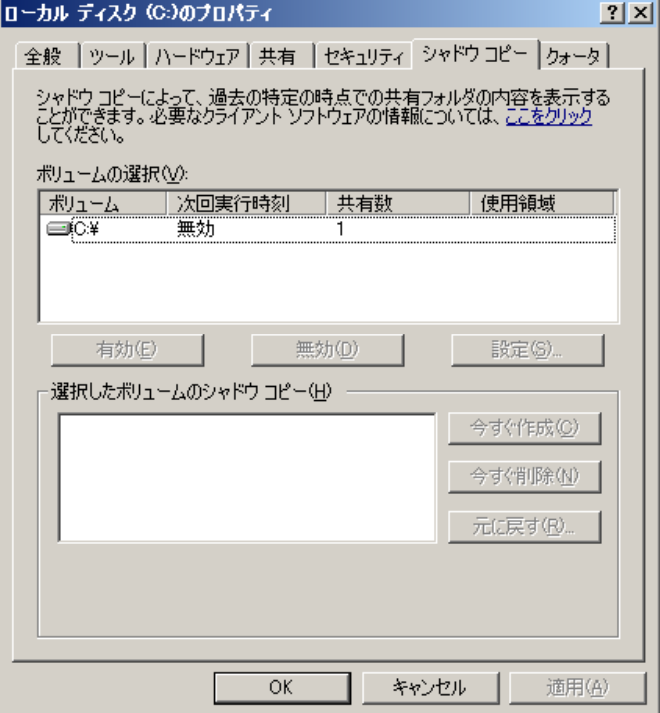 ローカル ディスク (C:)のプロパティ
全般 ツール ハードウェア 共有 セキュリティ シャドウ コピー クォータ
シャドウ コピーによって、過去の特定の時点での共有フォルダの内容を表示する
ことができます。必要なクライアント ソフトウェアの情報については、ここをクリック
してください。
ボリュームの選択(V):
ボリューム 次回実行時刻 共有数 使用領域
C:¥ 無効 1
有効(E) 無効(D) 設定(S)...
選択したボリュームのシャドウ コピー(H)
今すぐ作成(C)
今すぐ削除(N)
元に戻す(R)...
OK キャンセル 適用(A)